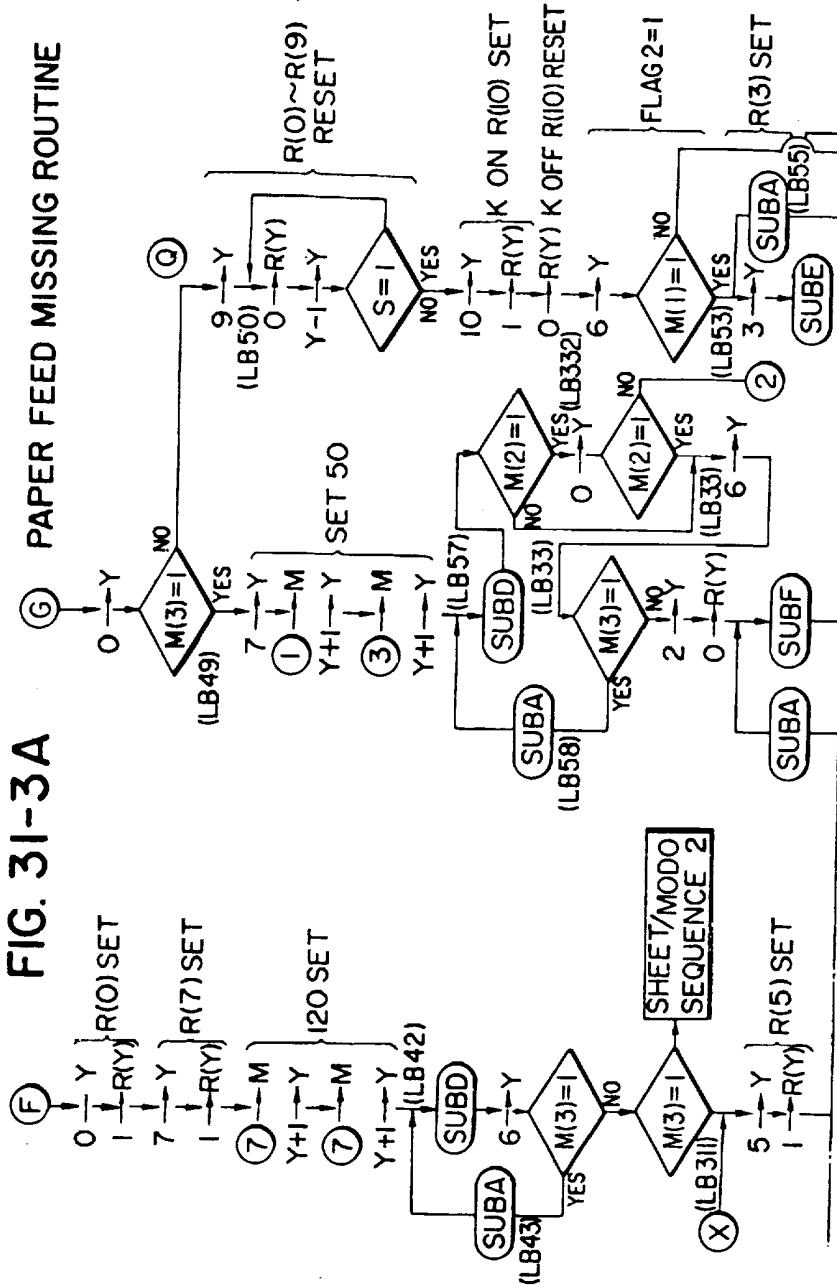 FIG. 31-3A
F
0 → Y
1 → R(Y)
R(0) SET
7 → Y
1 → R(Y)
R(7) SET
7 → M
Y+1 → Y
7 → M
Y+1 → Y
120 SET
(LB42)
SUBD
6 → Y
M(3)=1
YES
NO
SUBA
(LB43)
M(3)=1
SHEET/MODO
SEQUENCE 2
(LB311)
X
5 → Y
1 → R(Y)
R(5) SET
G PAPER FEED MISSING ROUTINE
0 → Y
M(3)=1
NO
YES
(LB49)
7 → Y
1 → M
Y+1 → Y
3 → M
Y+1 → Y
SET 50
(LB57)
SUBD
SUBA
(LB58)
(LB33)
M(3)=1
YES
NO
2 → Y
0 → R(Y)
SUBA
SUBF
M(2)=1
NO
YES
0 → Y
(LB332)
M(2)=1
NO
YES
2
(LB33)
6 → Y
Q
9 → Y
(LB50)
0 → R(Y)
Y-1 → Y
R(0)~R(9)
RESET
S=1
NO
YES
10 → Y
1 → R(Y)
K ON R(10) SET
0 → R(Y) K OFF R(10) RESET
6 → Y
M(1)=1
NO
YES
FLAG 2=1
(LB53)
3 → Y
SUBE
SUBA
(LB55)
R(3) SET